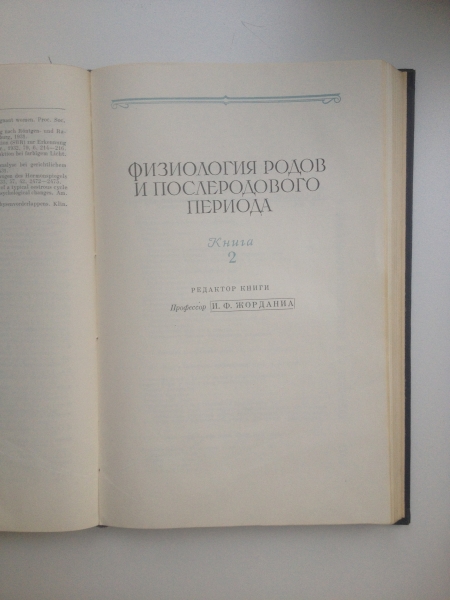 ФИЗИОЛОГИЯ РОДОВ
И ПОСЛЕРОДОВОГО
ПЕРИОДА
Книга
2
РЕДАКТОР КНИГИ
Профессор И. Ф. ЖОРДАНИА